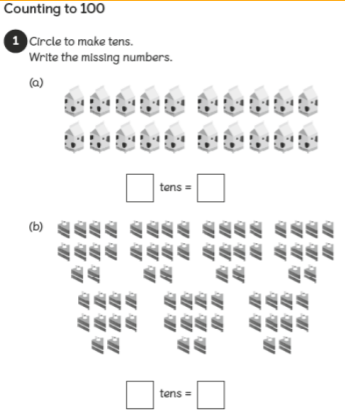 Counting to 100
1 Circle to make tens.
Write the missing numbers.
(a)
tens =
(b)
tens =